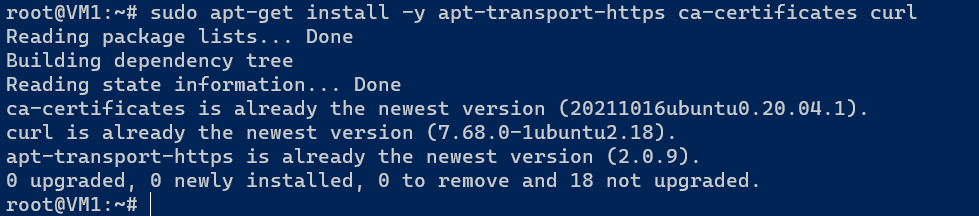 root@VM1:~# sudo apt-get install -y apt-transport-https ca-certificates curl
Reading package lists... Done
Building dependency tree
Reading state information... Done
ca-certificates is already the newest version (20211016ubuntu0.20.04.1).
curl is already the newest version (7.68.0-1ubuntu2.18).
apt-transport-https is already the newest version (2.0.9).
0 upgraded, 0 newly installed, 0 to remove and 18 not upgraded.
root@VM1:~#